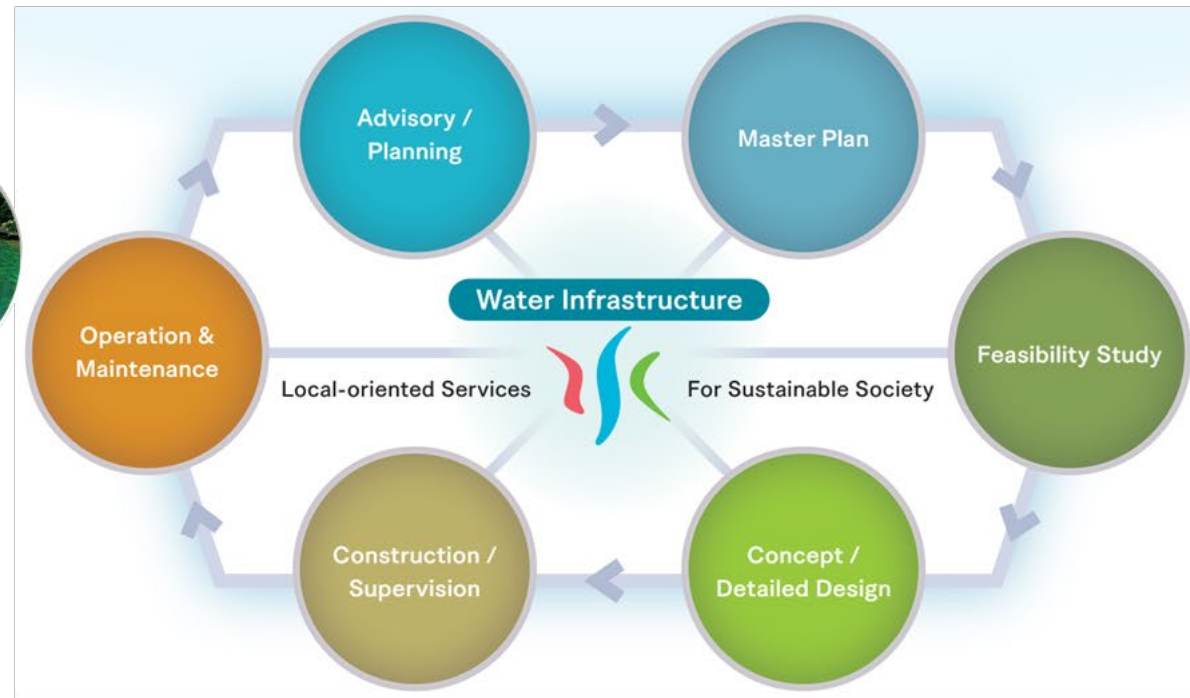 Advisory /
Planning
Master Plan
Water Infrastructure
Operation &
Maintenance
Feasibility Study
Local-oriented Services
For Sustainable Society
Construction /
Supervision
Concept /
Detailed Design